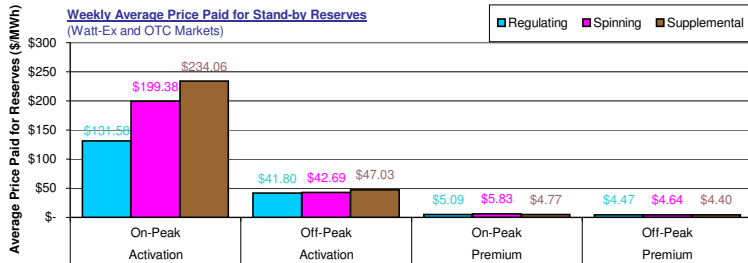 Weekly Average Price Paid for Stand-by Reserves
(Watt-Ex and OTC Markets)
Regulating Spinning Supplemental
Average Price Paid for Reserves ($/MWh)
$300
$250
$200
$150
$100
$50
$-
$131.58 $199.38 $234.06
$41.80 $42.69 $47.03
$5.09 $5.83 $4.77
$4.47 $4.64 $4.40
On-Peak Off-Peak On-Peak Off-Peak
Activation Activation Premium Premium